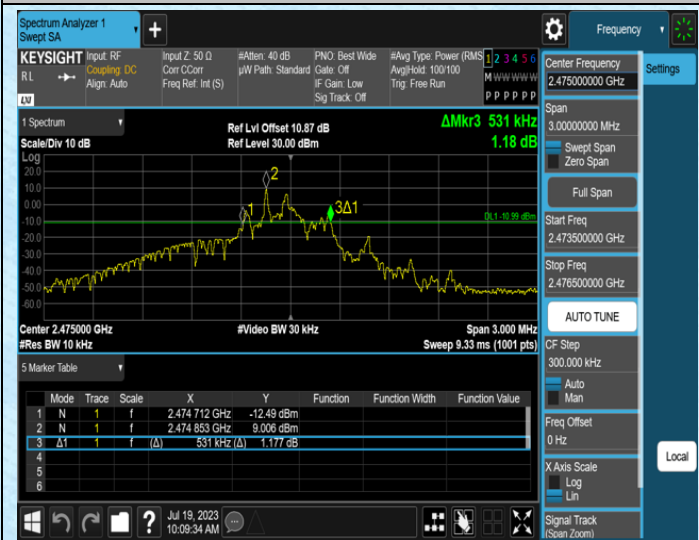 Spectrum Analyzer 1
Swept SA
Frequency
KEYSIGHT
RL
Input: RF
Coupling: DC
Align: Auto
Input Z: 50 Ω
Corr CCorr
Freq Ref: Int (S)
#Atten: 40 dB
µW Path: Standard
PNO: Best Wide
Gate: Off
IF Gain: Low
Sig Track: Off
#Avg Type: Power (RMS
Avg|Hold: 100/100
Trig: Free Run
1 2 3 4 5 6
M W W W W W
P P P P P P
LXI
1 Spectrum
Scale/Div 10 dB
Ref Lvl Offset 10.87 dB
Ref Level 30.00 dBm
ΔMkr3 531 kHz
1.18 dB
Log
20.0
10.0
0.00
-10.0
-20.0
-30.0
-40.0
-50.0
-60.0
1
2
3Δ1
DL1 -10.99 dBm
Center 2.475000 GHz
#Video BW 30 kHz
Span 3.000 MHz
#Res BW 10 kHz
Sweep 9.33 ms (1001 pts)
5 Marker Table
Mode Trace Scale X Y Function Function Width Function Value
1 N 1 f 2.474 712 GHz -12.49 dBm
2 N 1 f 2.474 853 GHz 9.006 dBm
3 Δ1 1 f (Δ) 531 kHz (Δ) 1.177 dB
4
5
6
Jul 19, 2023
10:09:34 AM
Center Frequency
2.475000000 GHz
Settings
Span
3.00000000 MHz
Swept Span
Zero Span
Full Span
Start Freq
2.473500000 GHz
Stop Freq
2.476500000 GHz
AUTO TUNE
CF Step
300.000 kHz
Auto
Man
Freq Offset
0 Hz
X Axis Scale
Log
Lin
Local
Signal Track
(Span Zoom)